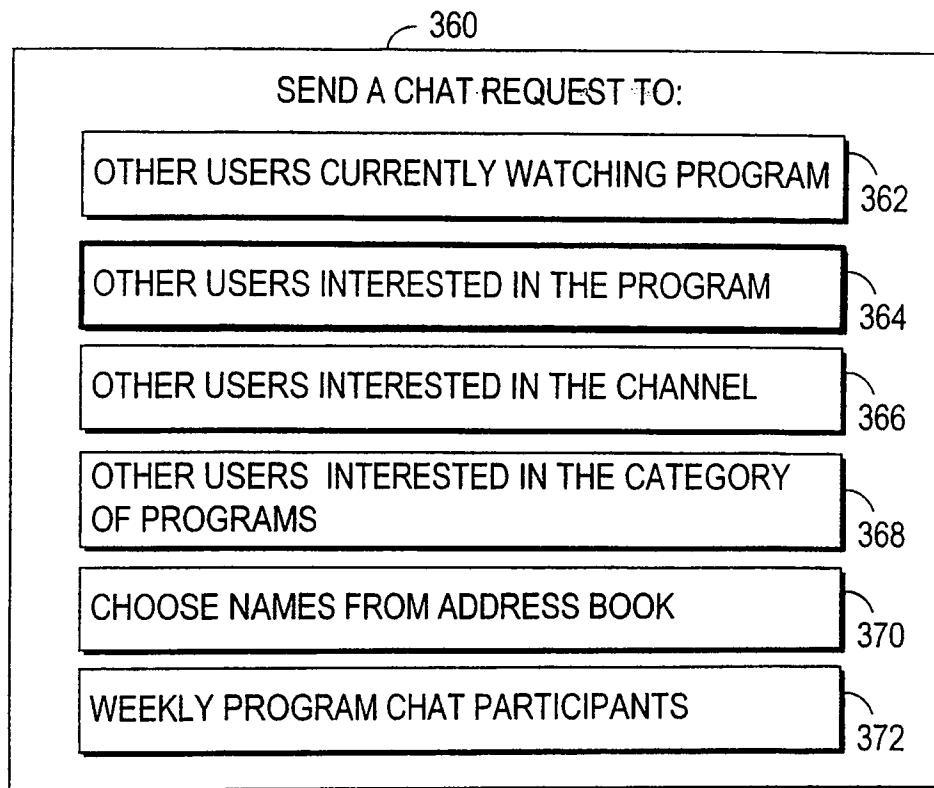 360
SEND A CHAT REQUEST TO:
OTHER USERS CURRENTLY WATCHING PROGRAM
362
OTHER USERS INTERESTED IN THE PROGRAM
364
OTHER USERS INTERESTED IN THE CHANNEL
366
OTHER USERS INTERESTED IN THE CATEGORY
OF PROGRAMS
368
CHOOSE NAMES FROM ADDRESS BOOK
370
WEEKLY PROGRAM CHAT PARTICIPANTS
372